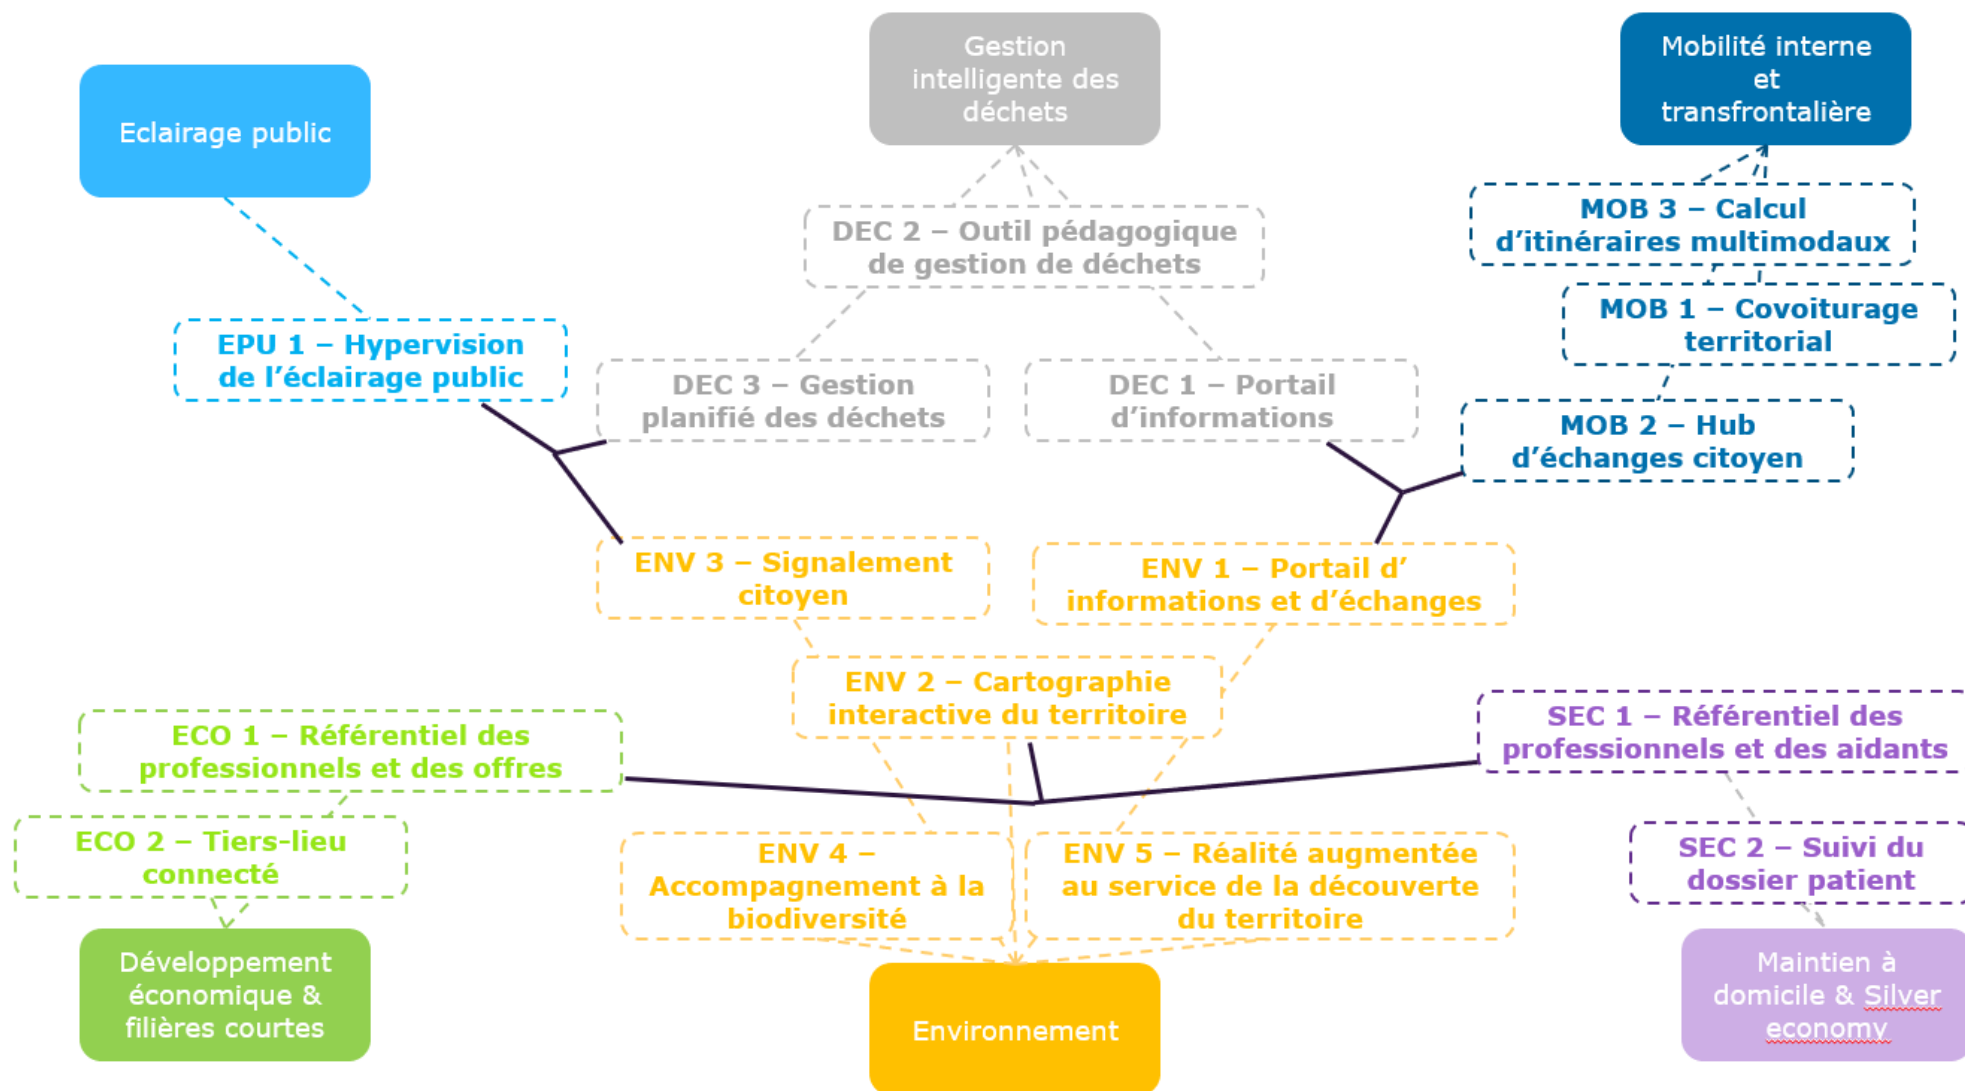 Eclairage public
Gestion
intelligente des
déchets
Mobilité interne
et
transfrontalière
DEC 2 – Outil pédagogique
de gestion de déchets
MOB 3 – Calcul
d’itinéraires multimodaux
MOB 1 – Covoiturage
territorial
EPU 1 – Hypervision
de l’éclairage public
DEC 3 – Gestion
planifié des déchets
DEC 1 – Portail
d’informations
MOB 2 – Hub
d’échanges citoyen
ENV 3 – Signalement
citoyen
ENV 1 – Portail d’
informations et d’échanges
ENV 2 – Cartographie
interactive du territoire
ECO 1 – Référentiel des
professionnels et des offres
SEC 1 – Référentiel des
professionnels et des aidants
ECO 2 – Tiers-lieu
connecté
ENV 4 –
Accompagnement à la
biodiversité
ENV 5 – Réalité augmentée
au service de la découverte
du territoire
SEC 2 – Suivi du
dossier patient
Développement
économique &
filières courtes
Environnement
Maintien à
domicile & Silver
economy